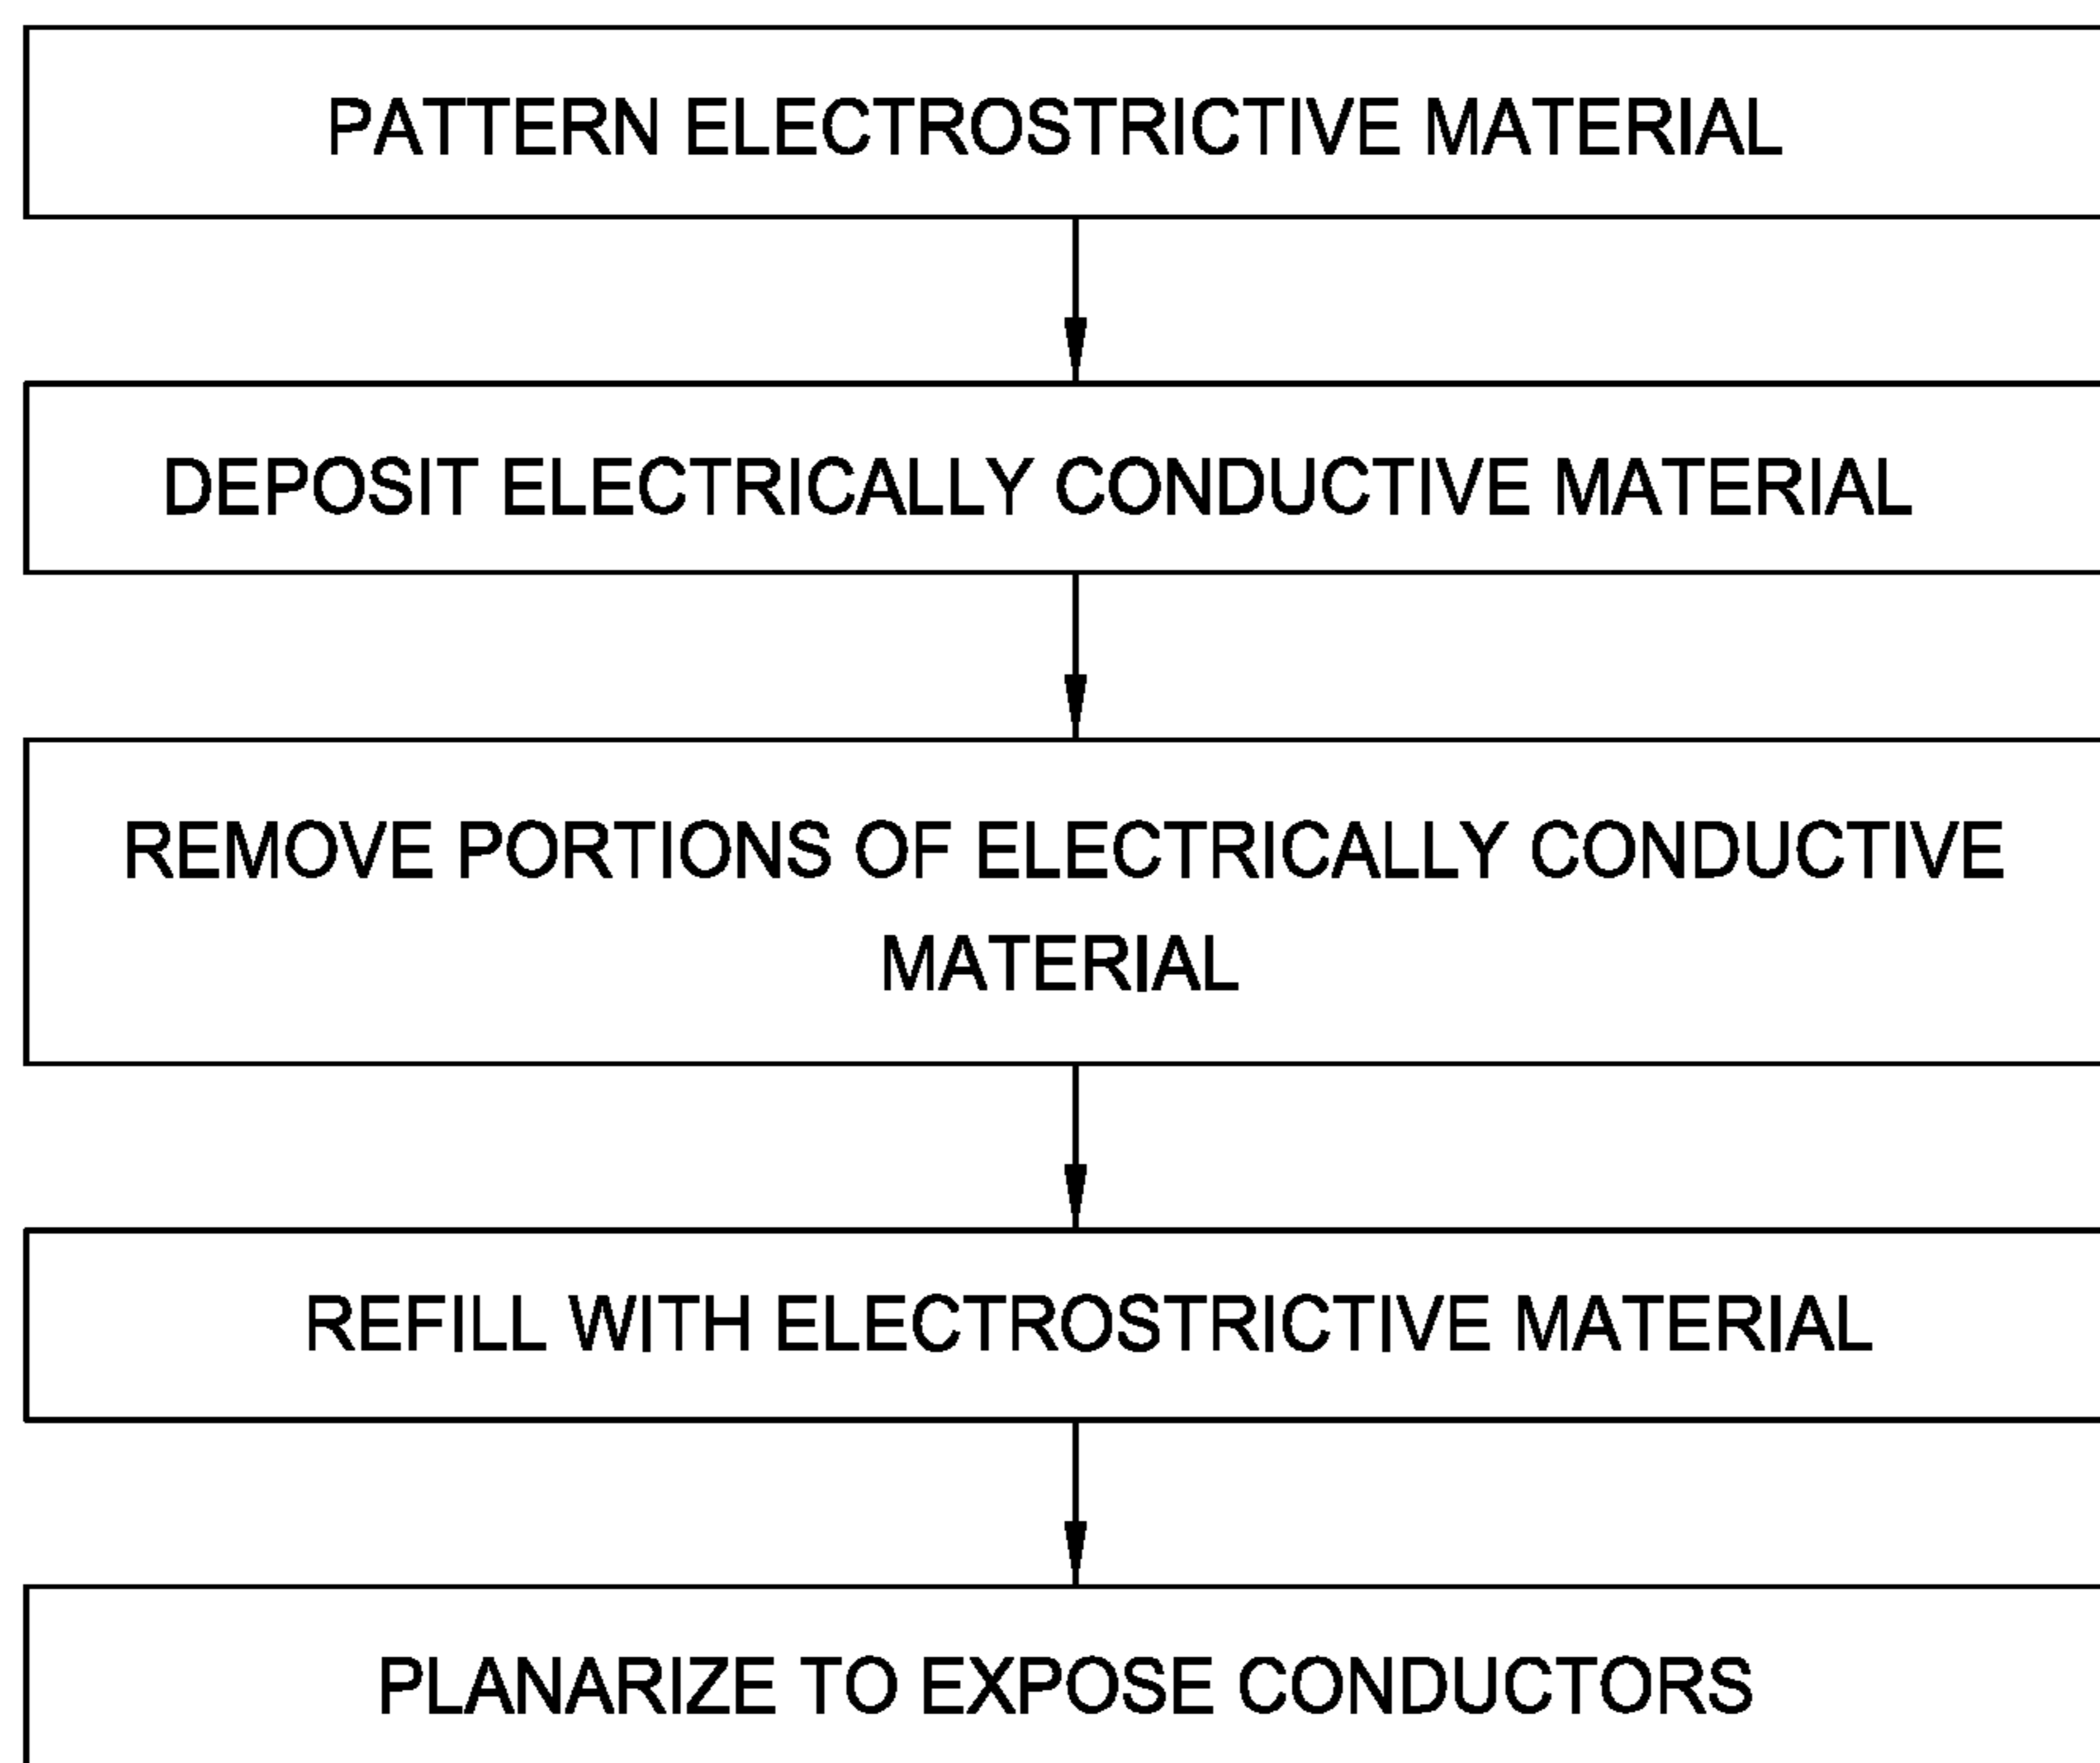 PATTERN ELECTROSTRICTIVE MATERIAL
DEPOSIT ELECTRICALLY CONDUCTIVE MATERIAL
REMOVE PORTIONS OF ELECTRICALLY CONDUCTIVE
MATERIAL
REFILL WITH ELECTROSTRICTIVE MATERIAL
PLANARIZE TO EXPOSE CONDUCTORS